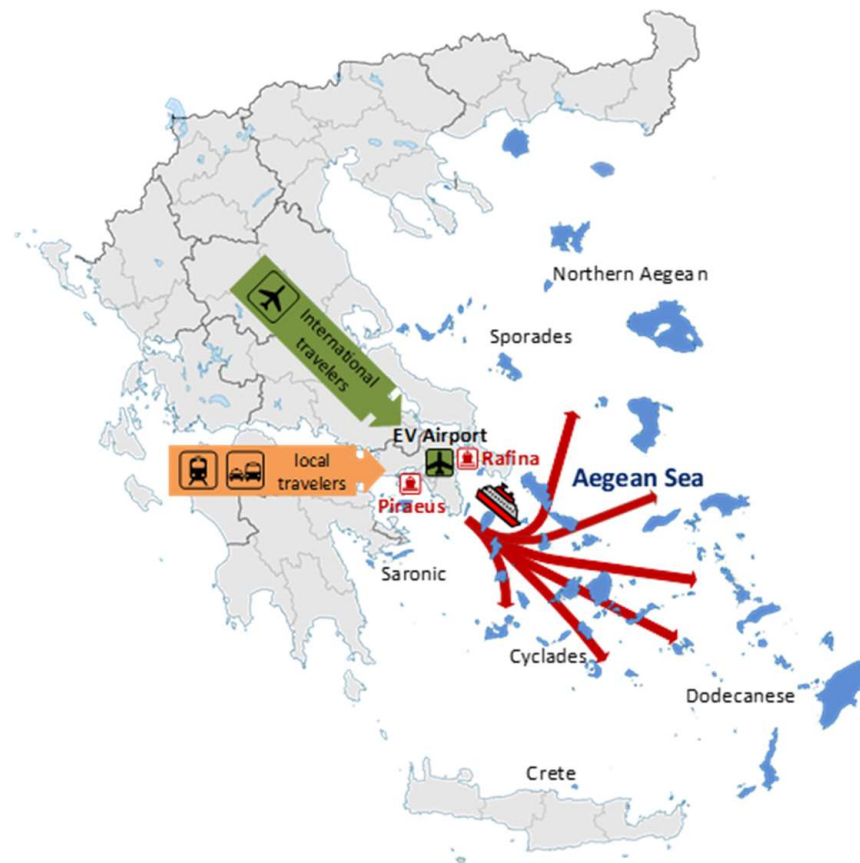 Northern Aegean
Sporades
International
travelers
EV Airport
Rafina
local
travelers
Piraeus
Aegean Sea
Saronic
Cyclades
Dodecanese
Crete